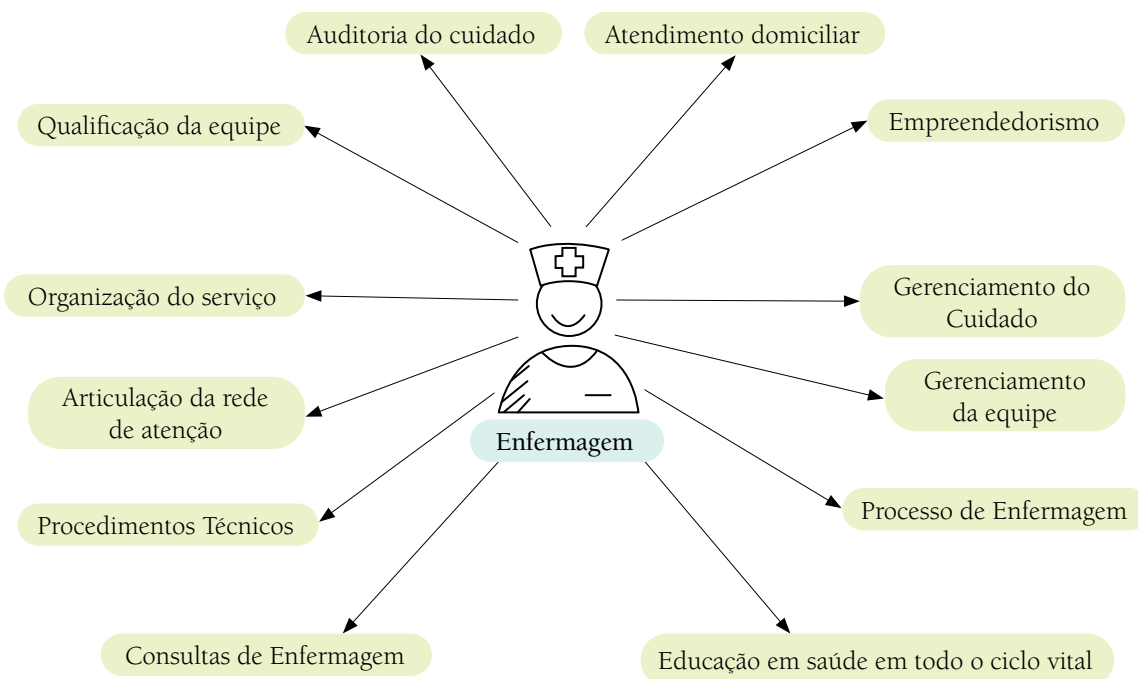 Auditoria do cuidado
Atendimento domiciliar
Qualificação da equipe
Empreendedorismo
Organização do serviço
Gerenciamento do
Cuidado
Articulação da rede
de atenção
Gerenciamento
da equipe
Enfermagem
Procedimentos Técnicos
Processo de Enfermagem
Consultas de Enfermagem
Educação em saúde em todo o ciclo vital